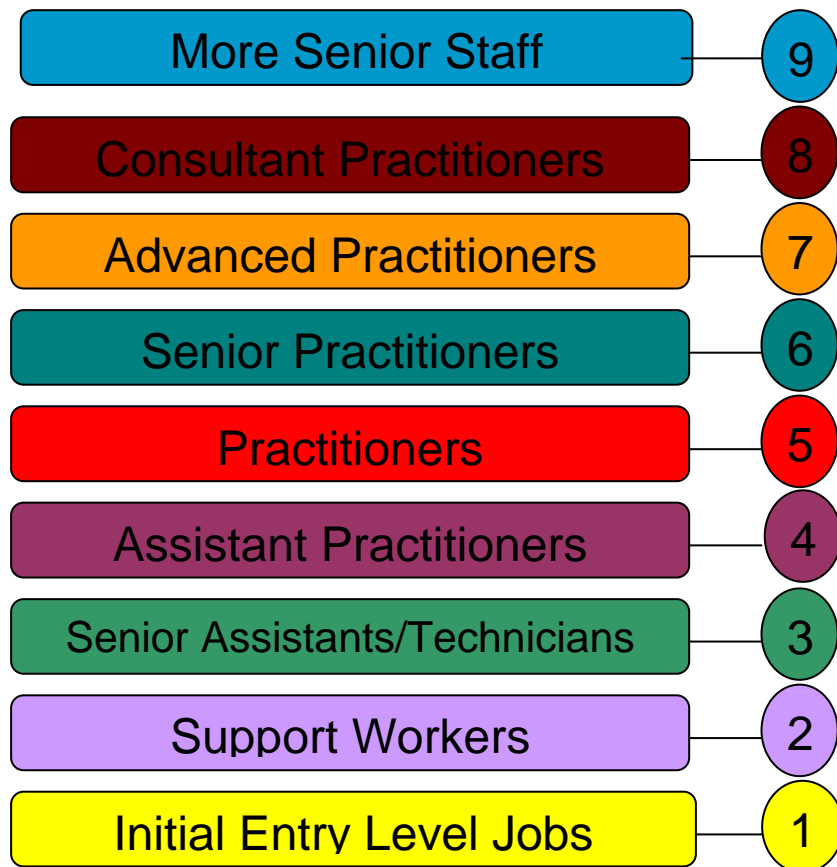 More Senior Staff 9
Consultant Practitioners 8
Advanced Practitioners 7
Senior Practitioners 6
Practitioners 5
Assistant Practitioners 4
Senior Assistants/Technicians 3
Support Workers 2
Initial Entry Level Jobs 1